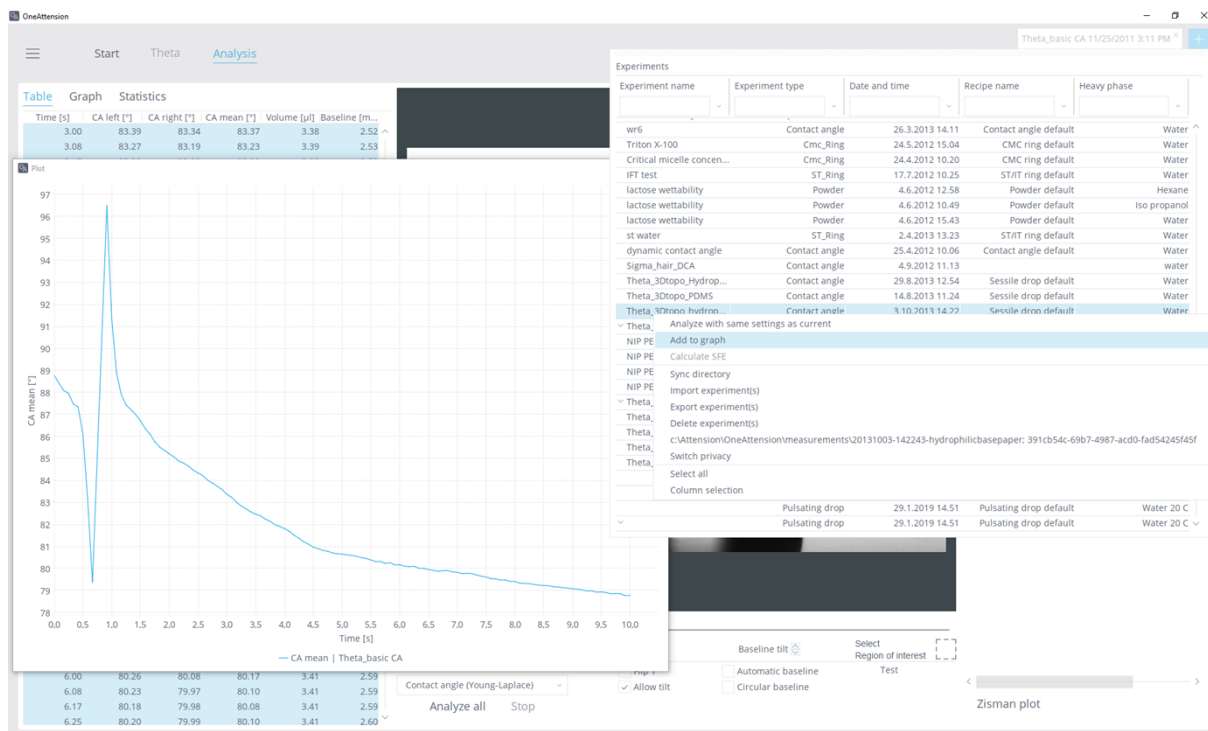 OneAttension
Start Theta Analysis
Theta_basic CA 11/25/2011 3:11 PM
Table Graph Statistics
Time [s] CA left [°] CA right [°] CA mean [°] Volume [µl] Baseline [m...
3.00 83.39 83.34 83.37 3.38 2.52
3.08 83.27 83.19 83.23 3.39 2.53
Plot
97
96
95
94
93
92
91
90
89
88
87
86
85
84
83
82
81
80
79
78
CA mean [°]
0,0 0,5 1,0 1,5 2,0 2,5 3,0 3,5 4,0 4,5 5,0 5,5 6,0 6,5 7,0 7,5 8,0 8,5 9,0 9,5 10,0
Time [s]
CA mean | Theta_basic CA
6.00 80.26 80.08 80.17 3.41 2.59
6.08 80.23 79.97 80.10 3.41 2.59
6.17 80.18 79.98 80.08 3.41 2.59
6.25 80.20 79.99 80.10 3.41 2.60
Experiments
Experiment name Experiment type Date and time Recipe name Heavy phase
wr6 Contact angle 26.3.2013 14.11 Contact angle default Water
Triton X-100 Cmc_Ring 24.5.2012 15.04 CMC ring default Water
Critical micelle concen... Cmc_Ring 24.4.2012 10.20 CMC ring default Water
IFT test ST_Ring 17.7.2012 10.25 ST/IT ring default Water
lactose wettability Powder 4.6.2012 12.58 Powder default Hexane
lactose wettability Powder 4.6.2012 10.49 Powder default Iso propanol
lactose wettability Powder 4.6.2012 15.43 Powder default Water
st water ST_Ring 2.4.2013 13.23 ST/IT ring default Water
dynamic contact angle Contact angle 25.4.2012 10.06 Contact angle default Water
Sigma_hair_DCA Contact angle 4.9.2012 11.13 water
Theta_3Dtopo_Hydrop... Contact angle 29.8.2013 12.54 Sessile drop default Water
Theta_3Dtopo_PDMS Contact angle 14.8.2013 11.24 Sessile drop default Water
Theta_3Dtopo_hydrop... Contact angle 3.10.2013 14.22 Sessile drop default Water
Theta_
NIP PE
NIP PE
NIP PE
NIP PE
Theta_
Theta_
Theta_
Theta_
Theta_
Analyze with same settings as current
Add to graph
Calculate SFE
Sync directory
Import experiment(s)
Export experiment(s)
Delete experiment(s)
c:\Attension\OneAttension\measurements\20131003-142243-hydrophilicbasepaper; 391cb54c-69b7-4987-acd0-fad54245f45f
Switch privacy
Select all
Column selection
Pulsating drop 29.1.2019 14.51 Pulsating drop default Water 20 C
Pulsating drop 29.1.2019 14.51 Pulsating drop default Water 20 C
Contact angle (Young-Laplace)
Analyze all Stop
Allow tilt
Baseline tilt
Automatic baseline
Circular baseline
Select
Region of interest
Test
Zisman plot